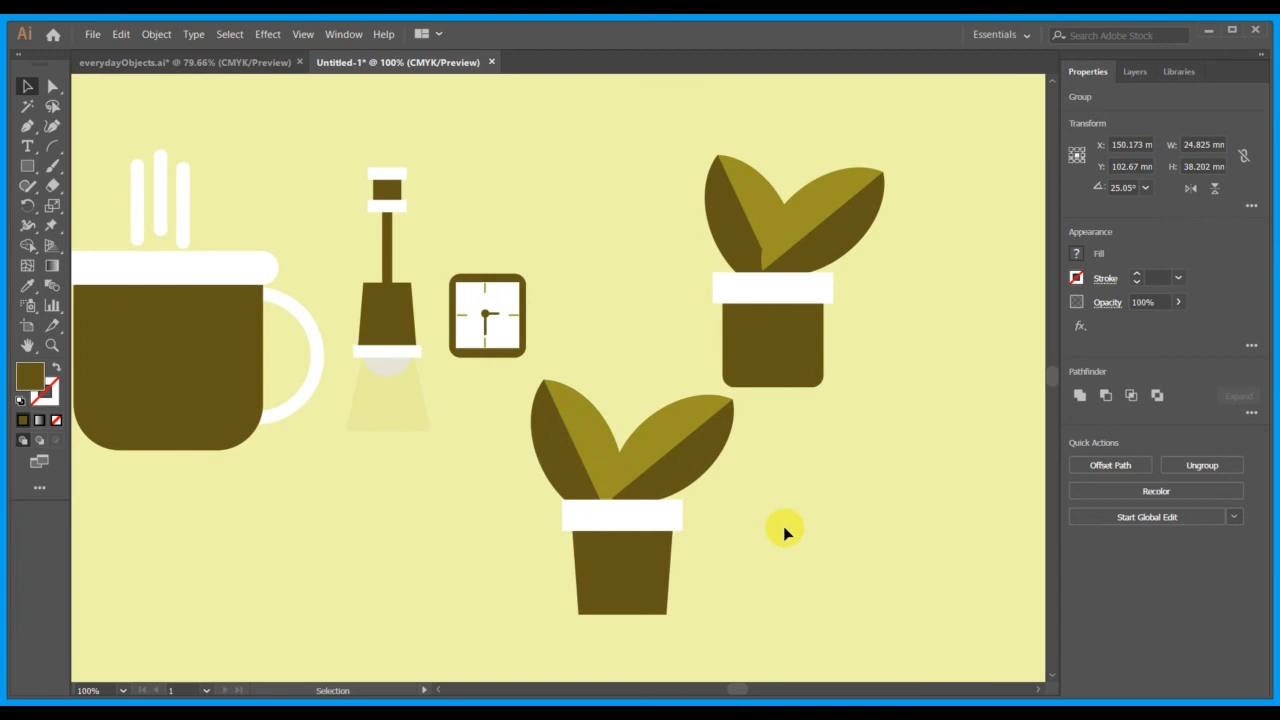 Ai File Edit Object Type Select Effect View Window Help Essentials Search Adobe Stock
everydayObjects.ai* @ 79.66% (CMYK/Preview) × Untitled-1* @ 100% (CMYK/Preview) ×
Properties Layers Libraries
Group
Transform
X: 150.173 m W: 24.825 mm
Y: 102.67 mm H: 38.202 mm
25.05°
Appearance
? Fill
Stroke
Opacity 100%
fx.
Pathfinder
Expand
Quick Actions
Offset Path Ungroup
Recolor
Start Global Edit
100% 1 Selection